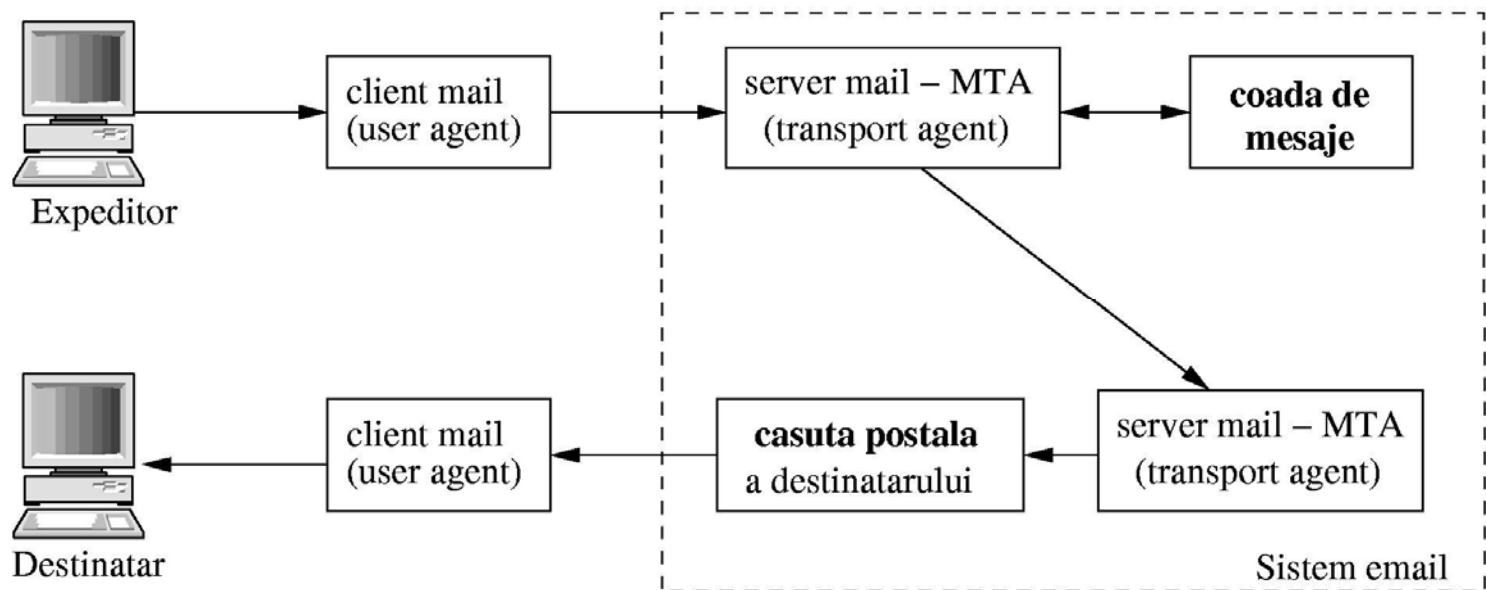 client mail
(user agent)
server mail – MTA
(transport agent)
coada de
mesaje
Expeditor
client mail
(user agent)
casuta postala
a destinatarului
server mail – MTA
(transport agent)
Destinatar
Sistem email